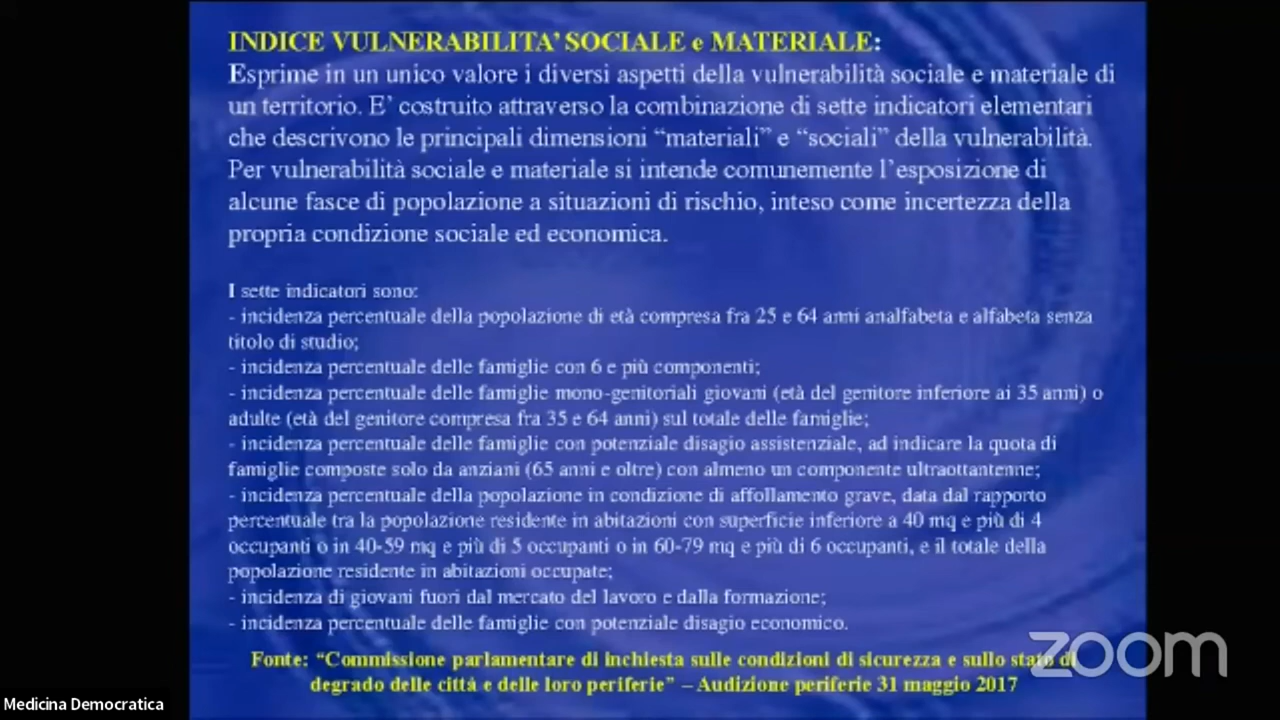 INDICE VULNERABILITA' SOCIALE e MATERIALE:
Esprime in un unico valore i diversi aspetti della vulnerabilità sociale e materiale di
un territorio. E' costruito attraverso la combinazione di sette indicatori elementari
che descrivono le principali dimensioni “materiali” e “sociali” della vulnerabilità.
Per vulnerabilità sociale e materiale si intende comunemente l'esposizione di
alcune fasce di popolazione a situazioni di rischio, inteso come incertezza della
propria condizione sociale ed economica.
I sette indicatori sono:
- incidenza percentuale della popolazione di età compresa fra 25 e 64 anni analfabeta e alfabeta senza
titolo di studio;
- incidenza percentuale delle famiglie con 6 e più componenti;
- incidenza percentuale delle famiglie mono-genitoriali giovani (età del genitore inferiore ai 35 anni) o
adulte (età del genitore compresa fra 35 e 64 anni) sul totale delle famiglie;
- incidenza percentuale delle famiglie con potenziale disagio assistenziale, ad indicare la quota di
famiglie composte solo da anziani (65 anni e oltre) con almeno un componente ultraottantenne;
- incidenza percentuale della popolazione in condizione di affollamento grave, data dal rapporto
percentuale tra la popolazione residente in abitazioni con superficie inferiore a 40 mq e più di 4
occupanti o in 40-59 mq e più di 5 occupanti o in 60-79 mq e più di 6 occupanti, e il totale della
popolazione residente in abitazioni occupate;
- incidenza di giovani fuori dal mercato del lavoro e dalla formazione;
- incidenza percentuale delle famiglie con potenziale disagio economico.
Fonte: “Commissione parlamentare di inchiesta sulle condizioni di sicurezza e sullo stato di
degrado delle città e delle loro periferie” – Audizione periferie 31 maggio 2017
zoom
Medicina Democratica